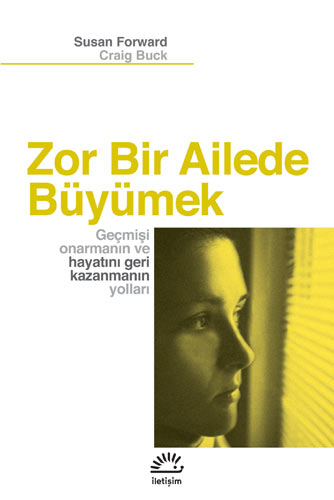 Susan Forward
Craig Buck
Zor Bir Ailede
Büyümek
Geçmişi
onarmanın ve
hayatını geri
kazanmanın
yolları
iletişim